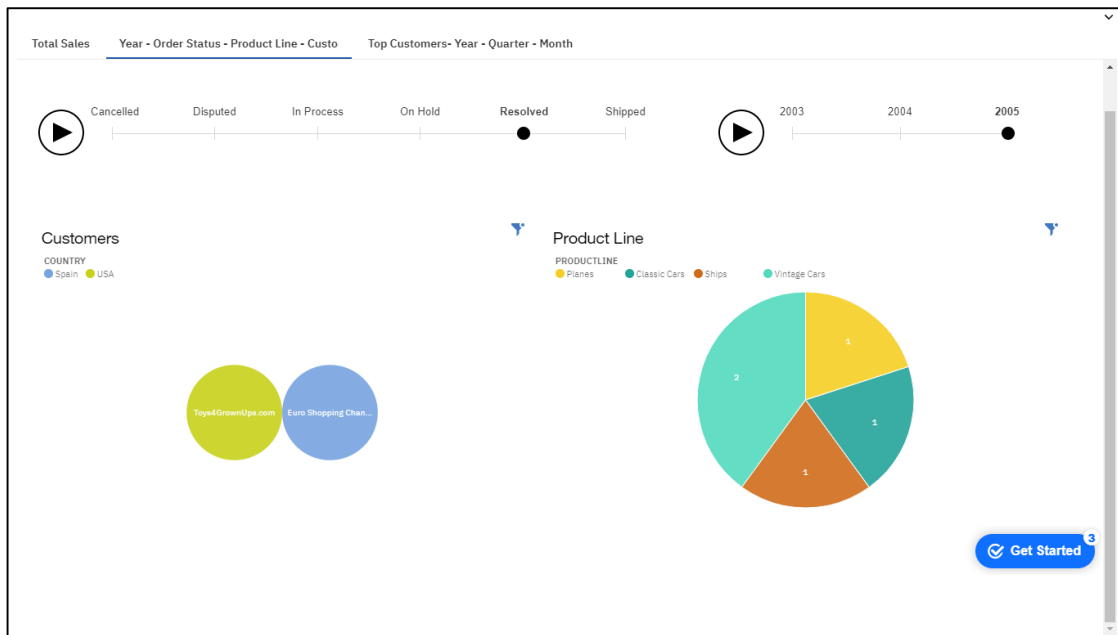 Total Sales Year - Order Status - Product Line - Custo Top Customers- Year - Quarter - Month
Cancelled Disputed In Process On Hold Resolved Shipped 2003 2004 2005
Customers
COUNTRY
Spain USA
Toys4GrownUps.com Euro Shopping Chan...
Product Line
PRODUCTLINE
Planes Classic Cars Ships Vintage Cars
1
2
1
1
Get Started 3